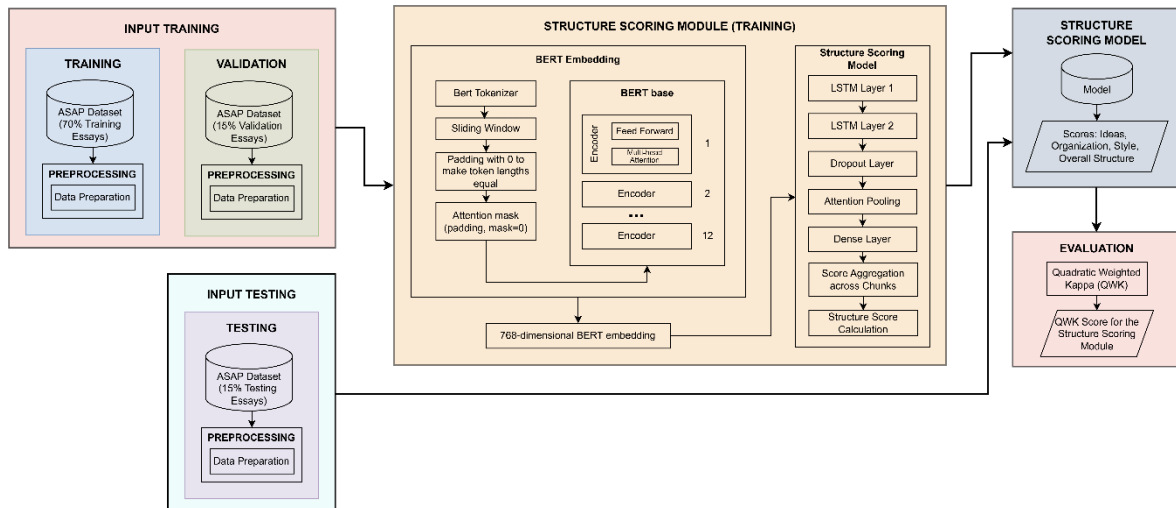 INPUT TRAINING
TRAINING
ASAP Dataset
(70% Training
Essays)
PREPROCESSING
Data Preparation
VALIDATION
ASAP Dataset
(15% Validation
Essays)
PREPROCESSING
Data Preparation
INPUT TESTING
TESTING
ASAP Dataset
(15% Testing
Essays)
PREPROCESSING
Data Preparation
STRUCTURE SCORING MODULE (TRAINING)
BERT Embedding
Bert Tokenizer
Sliding Window
Padding with 0 to
make token lengths
equal
Attention mask
(padding, mask=0)
BERT base
Encoder
Feed Forward
Multi-head
Attention
1
Encoder
2
...
Encoder
12
768-dimensional BERT embedding
Structure Scoring
Model
LSTM Layer 1
LSTM Layer 2
Dropout Layer
Attention Pooling
Dense Layer
Score Aggregation
across Chunks
Structure Score
Calculation
STRUCTURE
SCORING MODEL
Model
Scores: Ideas,
Organization, Style,
Overall Structure
EVALUATION
Quadratic Weighted
Kappa (QWK)
QWK Score for the
Structure Scoring
Module